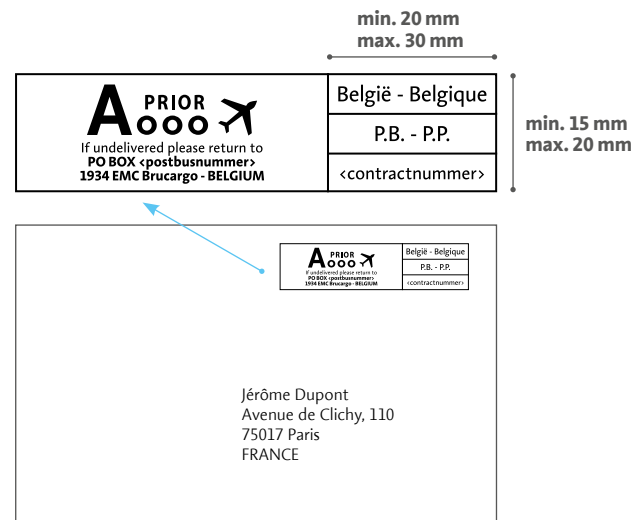 min. 20 mm
max. 30 mm
A PRIOR
België - Belgique
If undelivered please return to
PO BOX <postbusnummer>
1934 EMC Brucargo - BELGIUM
P.B. - P.P.
<contractnummer>
min. 15 mm
max. 20 mm
A PRIOR
If undelivered please return to
PO BOX <postbusnummer>
1934 EMC Brucargo - BELGIUM
België - Belgique
P.B. - P.P.
<contractnummer>
Jérôme Dupont
Avenue de Clichy, 110
75017 Paris
FRANCE